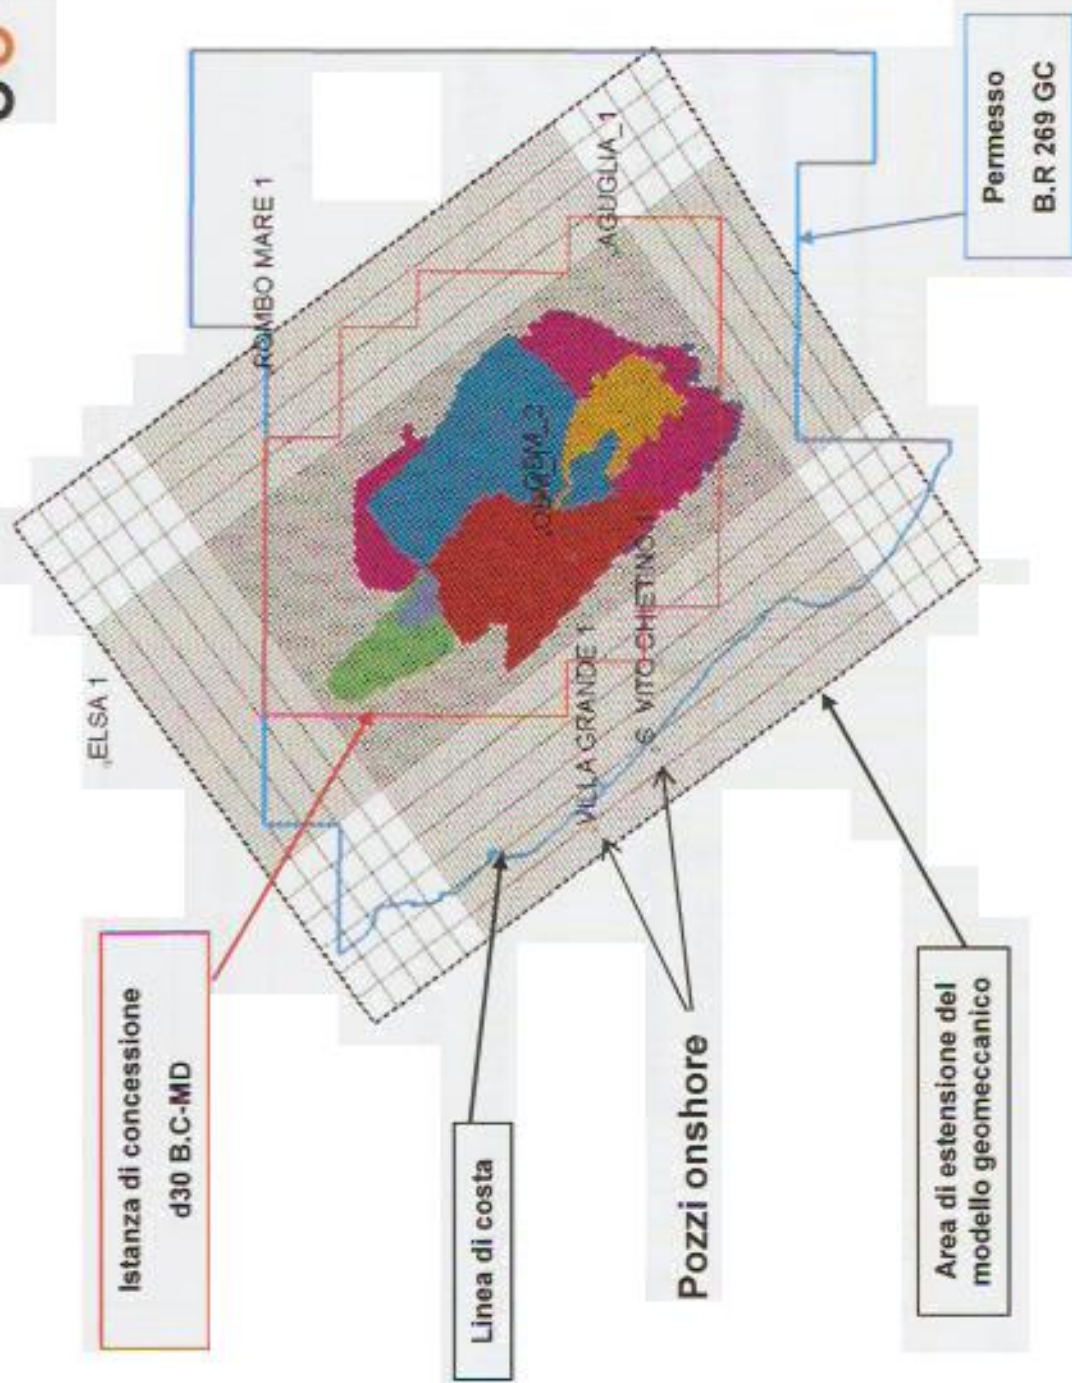 Istanza di concessione
d30 B.C-MD
Linea di costa
Pozzi onshore
Area di estensione del
modello geomeccanico
ELSA 1
ROMBO MARE 1
AGUGLIA_1
VILLA GRANDE 1
S VITO CHIETINO
Permesso
B.R 269 GC